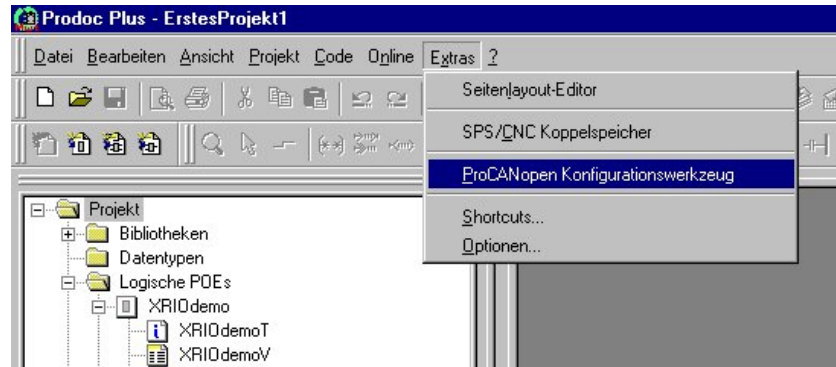 Prodoc Plus - ErstesProjekt1
Datei Bearbeiten Ansicht Projekt Code Online Extras ?
Seitenlayout-Editor
SPS/CNC Koppelspeicher
ProCANopen Konfigurationswerkzeug
Shortcuts...
Optionen...
Projekt
Bibliotheken
Datentypen
Logische POEs
XRIOdemo
XRIOdemoT
XRIOdemoV